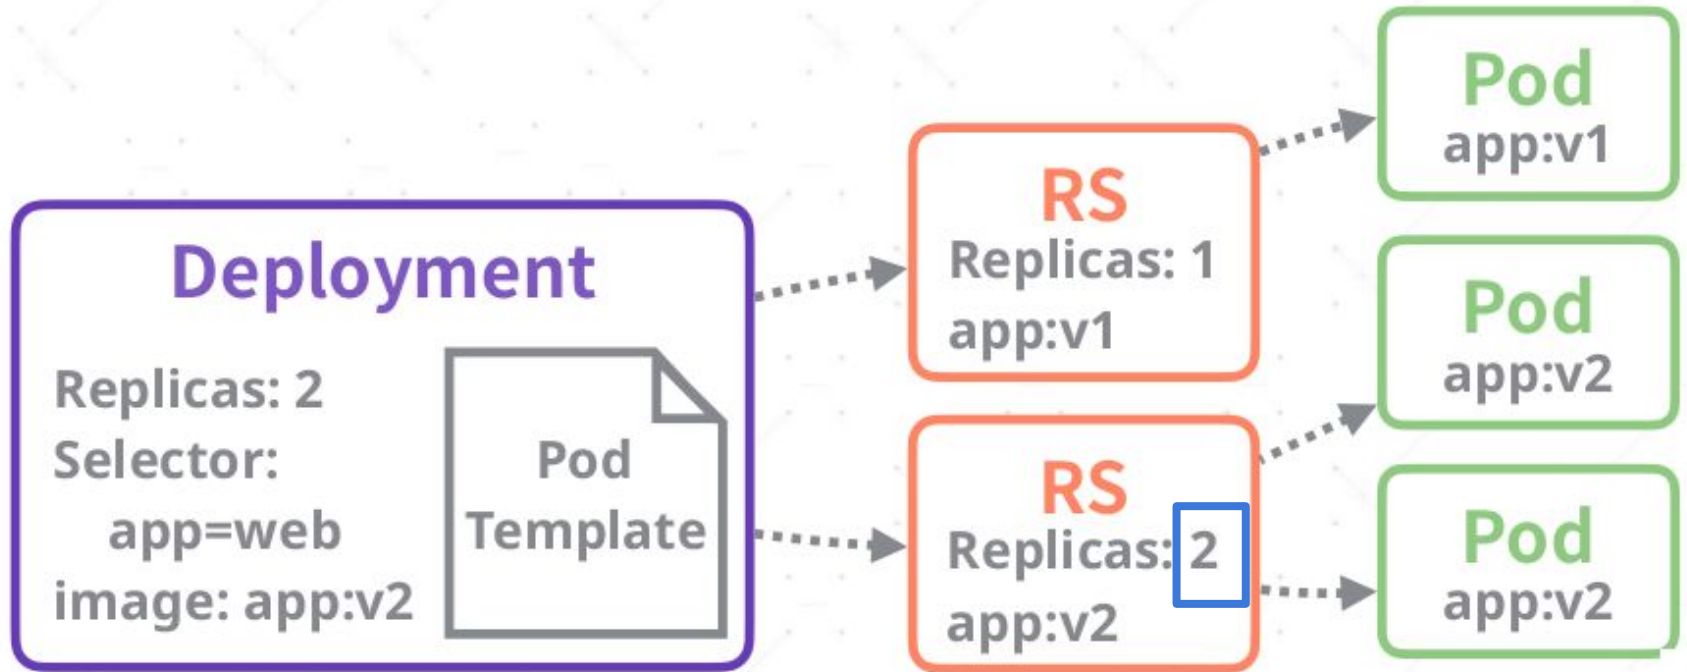 Deployment
Replicas: 2
Selector:
app=web
image: app:v2
Pod
Template
RS
Replicas: 1
app:v1
RS
Replicas: 2
app:v2
Pod
app:v1
Pod
app:v2
Pod
app:v2